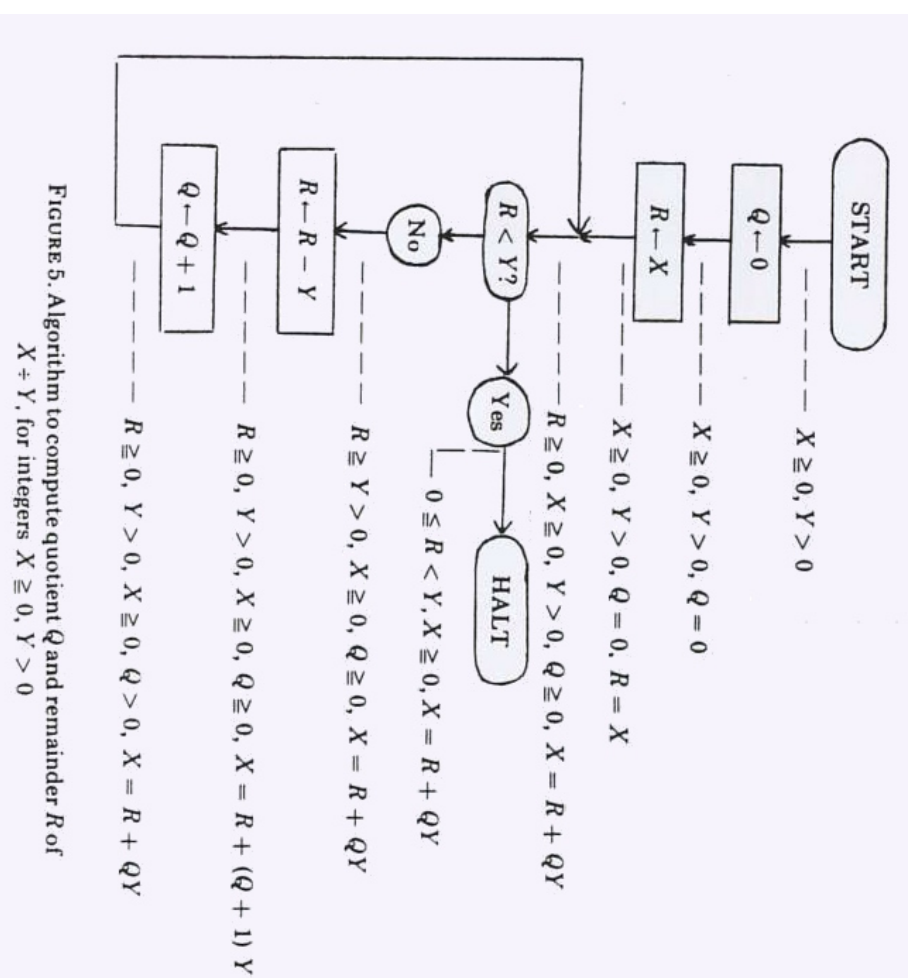 START
X ≧ 0, Y > 0
Q ← 0
X ≧ 0, Y > 0, Q = 0
R ← X
X ≧ 0, Y > 0, Q = 0, R = X
R ≧ 0, X ≧ 0, Y > 0, Q ≧ 0, X = R + QY
R < Y?
Yes
HALT
0 ≦ R < Y, X ≧ 0, X = R + QY
No
R ≧ Y > 0, X ≧ 0, Q ≧ 0, X = R + QY
R ← R − Y
R ≧ 0, Y > 0, X ≧ 0, Q ≧ 0, X = R + (Q + 1) Y
Q ← Q + 1
R ≧ 0, Y > 0, X ≧ 0, Q > 0, X = R + QY
FIGURE 5. Algorithm to compute quotient Q and remainder R of
X ÷ Y, for integers X ≧ 0, Y > 0